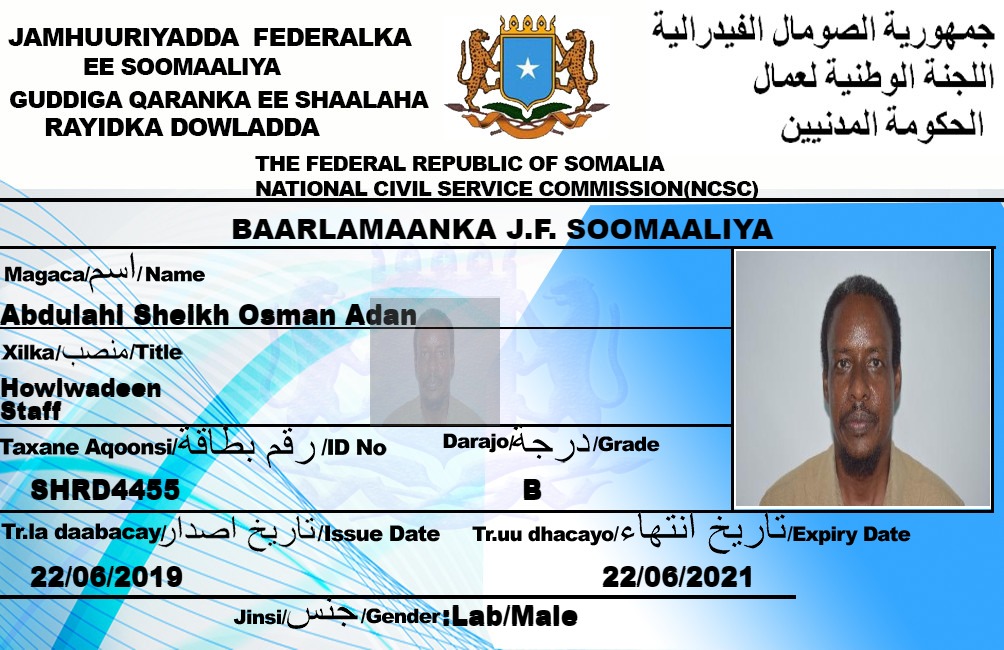 JAMHUURIYADDA FEDERALKA
EE SOOMAALIYA
GUDDIGA QARANKA EE SHAALAHA
RAYIDKA DOWLADDA
جمهورية الصومال الفيدرالية
اللجنة الوطنية لعمال
الحكومة المدنيين
THE FEDERAL REPUBLIC OF SOMALIA
NATIONAL CIVIL SERVICE COMMISSION(NCSC)
BAARLAMAANKA J.F. SOOMAALIYA
Magaca/اسم/Name
Abdulahi Sheikh Osman Adan
Xilka/منصب/Title
Howlwadeen
Staff
Taxane Aqoonsi/رقم بطاقة/ID No
Darajo/درجة/Grade
SHRD4455
B
Tr.la daabacay/تاريخ اصدار/Issue Date
Tr.uu dhacayo/تاريخ انتهاء/Expiry Date
22/06/2019
22/06/2021
Jinsi/جنس/Gender:Lab/Male